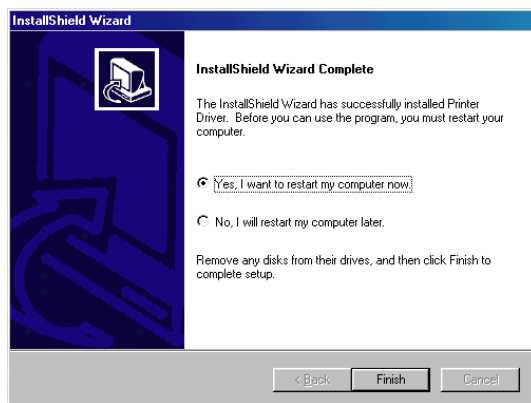 InstallShield Wizard
InstallShield Wizard Complete
The InstallShield Wizard has successfully installed Printer
Driver. Before you can use the program, you must restart your
computer.
Yes, I want to restart my computer now.
No, I will restart my computer later.
Remove any disks from their drives, and then click Finish to
complete setup.
< Back
Finish
Cancel